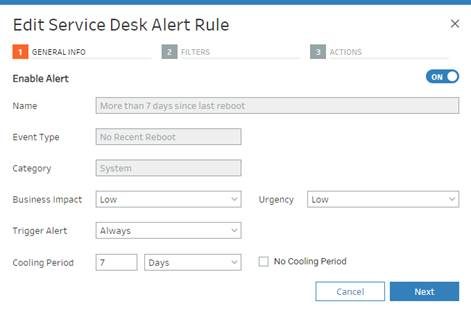 Edit Service Desk Alert Rule
1 GENERAL INFO 2 FILTERS 3 ACTIONS
Enable Alert ON
Name More than 7 days since last reboot
Event Type No Recent Reboot
Category System
Business Impact Low Urgency Low
Trigger Alert Always
Cooling Period 7 Days No Cooling Period
Cancel Next